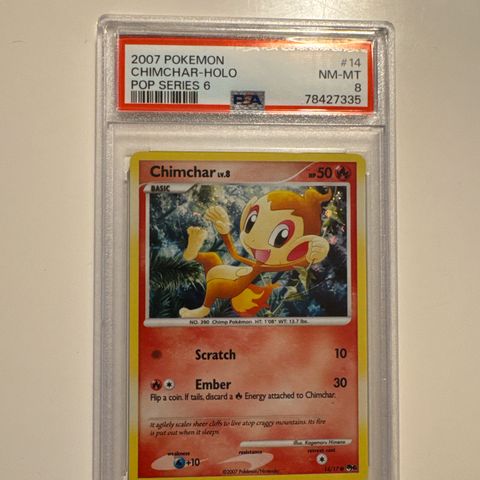 2007 POKEMON #14
CHIMCHAR-HOLO NM-MT
POP SERIES 6 8
PSA 78427335
Chimchar LV.8 HP 50
BASIC
NO. 390 Chimp Pokémon. HT. 1'08" WT. 13.7 lbs.
Scratch 10
Ember 30
Flip a coin. If tails, discard a Energy attached to Chimchar.
It agilely scales sheer cliffs to live atop craggy mountains. Its fire
is put out when it sleeps.
Illus. Kagemaru Himeno
weakness resistance retreat cost
+10
©2007 Pokémon/Nintendo. 14/17